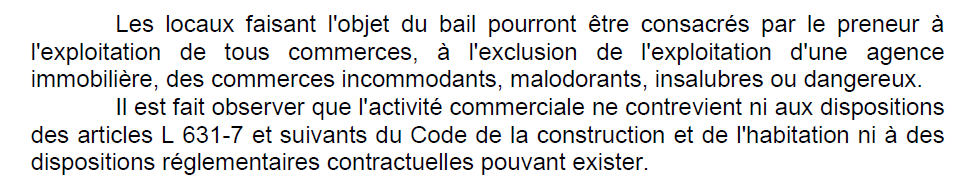 Les locaux faisant l'objet du bail pourront être consacrés par le preneur à
l'exploitation de tous commerces, à l'exclusion de l'exploitation d'une agence
immobilière, des commerces incommodants, malodorants, insalubres ou dangereux.
Il est fait observer que l'activité commerciale ne contrevient ni aux dispositions
des articles L 631-7 et suivants du Code de la construction et de l'habitation ni à des
dispositions réglementaires contractuelles pouvant exister.